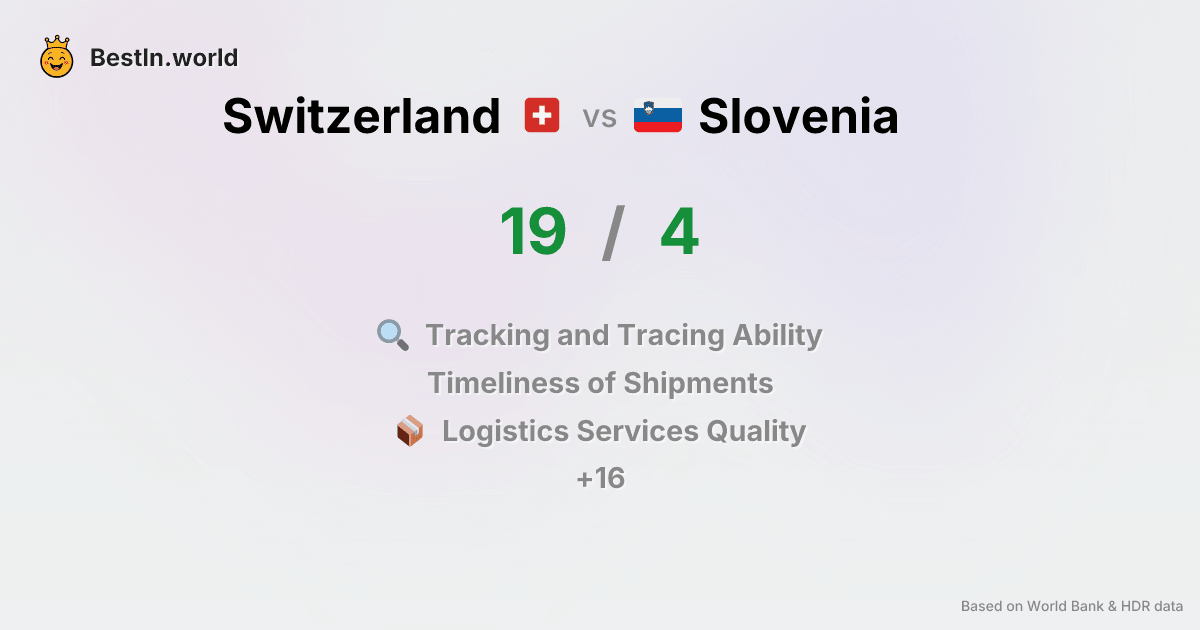 BestIn.world
Switzerland vs Slovenia
19 / 4
Tracking and Tracing Ability
Timeliness of Shipments
Logistics Services Quality
+16
Based on World Bank & HDR data